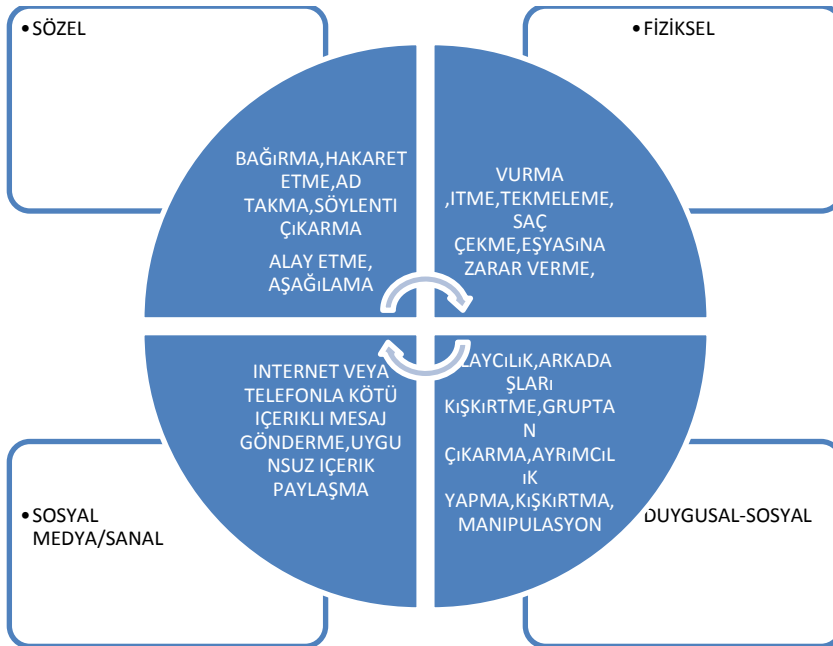 •SÖZEL
BAĞıRMA,HAKARET
ETME,AD
TAKMA,SÖYLENTI
ÇıKARMA
ALAY ETME,
AŞAĞıLAMA
•FİZİKSEL
VURMA
,ITME,TEKMELEME,
SAÇ
ÇEKME,EŞYASıNA
ZARAR VERME,
•SOSYAL
MEDYA/SANAL
INTERNET VEYA
TELEFONLA KÖTÜ
IÇERIKLI MESAJ
GÖNDERME,UYGU
NSUZ IÇERIK
PAYLAŞMA
DUYGUSAL-SOSYAL
LAYCıLıK,ARKADA
ŞLARı
KıŞKıRTME,GRUPTA
N
ÇıKARMA,AYRıMCıL
ıK
YAPMA,KıŞKıRTMA,
MANIPULASYON